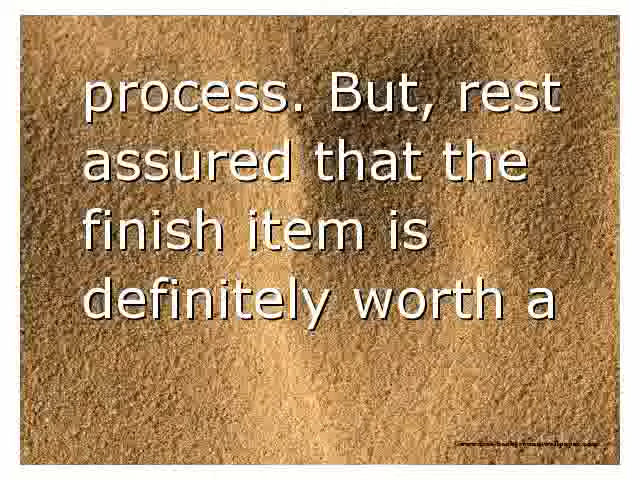 process. But, rest
assured that the
finish item is
definitely worth a